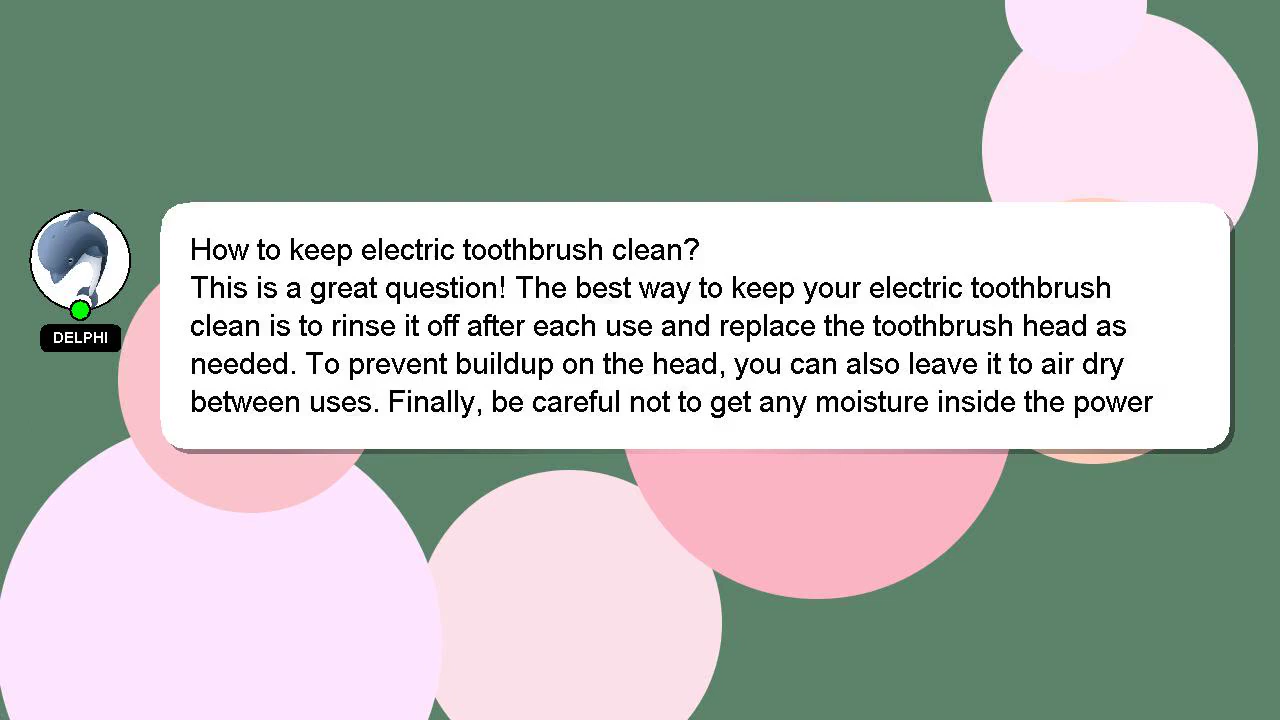 How to keep electric toothbrush clean?
This is a great question! The best way to keep your electric toothbrush
clean is to rinse it off after each use and replace the toothbrush head as
needed. To prevent buildup on the head, you can also leave it to air dry
between uses. Finally, be careful not to get any moisture inside the power
DELPHI